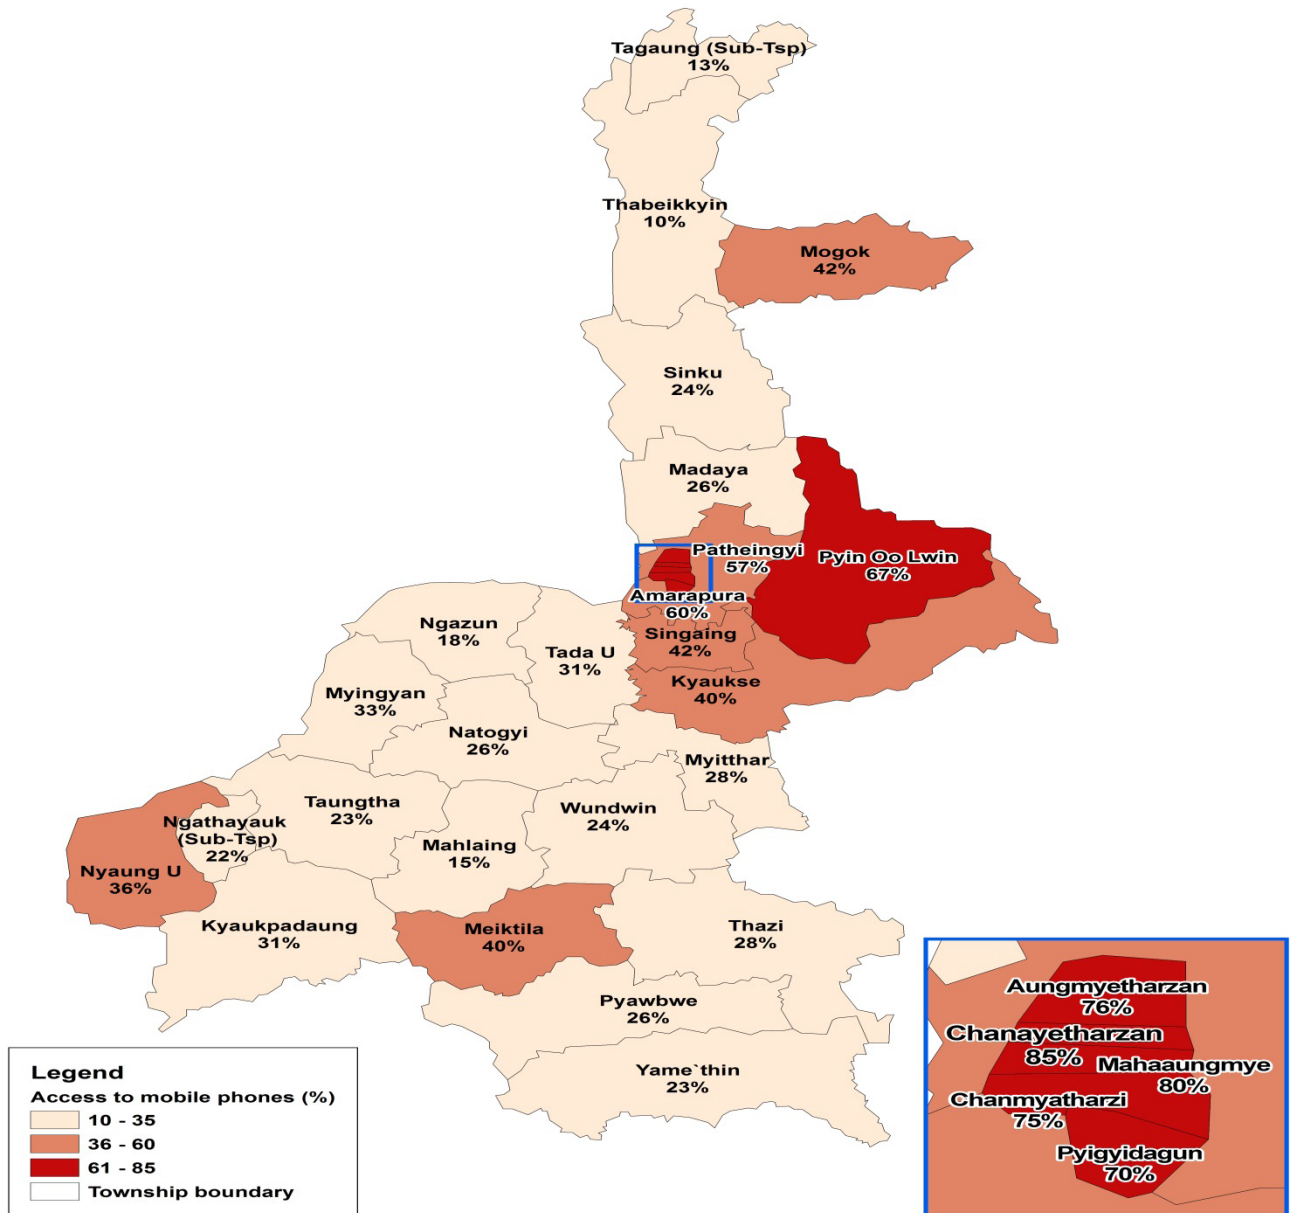 Tagaung (Sub-Tsp)
13%
Thabeikkyin
10%
Mogok
42%
Sinku
24%
Madaya
26%
Patheingyi
57%
Pyin Oo Lwin
67%
Amarapura
60%
Ngazun
18%
Tada U
31%
Singaing
42%
Kyaukse
40%
Myingyan
33%
Natogyi
26%
Myitthar
28%
Taungtha
23%
Wundwin
24%
Ngathayauk
(Sub-Tsp)
22%
Mahlaing
15%
Nyaung U
36%
Kyaukpadaung
31%
Meiktila
40%
Thazi
28%
Pyawbwe
26%
Yame`thin
23%
Aungmyetharzan
76%
Chanayetharzan
85%
Mahaaungmye
80%
Chanmyatharzi
75%
Pyigyidagun
70%
Legend
Access to mobile phones (%)
10 - 35
36 - 60
61 - 85
Township boundary